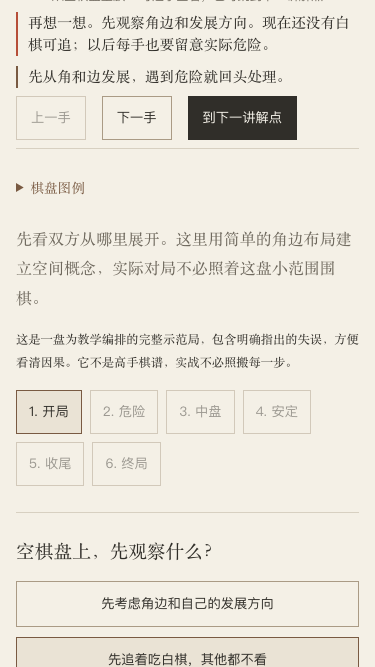 再想一想。先观察角边和发展方向。现在还没有白
棋可追；以后每手也要留意实际危险。
先从角和边发展，遇到危险就回头处理。
上一手
下一手
到下一讲解点
棋盘图例
先看双方从哪里展开。这里用简单的角边布局建
立空间概念，实际对局不必照着这盘小范围围
棋。
这是一盘为教学编排的完整示范局，包含明确指出的失误，方便
看清因果。它不是高手棋谱，实战不必照搬每一步。
1. 开局
2. 危险
3. 中盘
4. 安定
5. 收尾
6. 终局
空棋盘上，先观察什么?
先考虑角边和自己的发展方向
先追着吃白棋，其他都不看